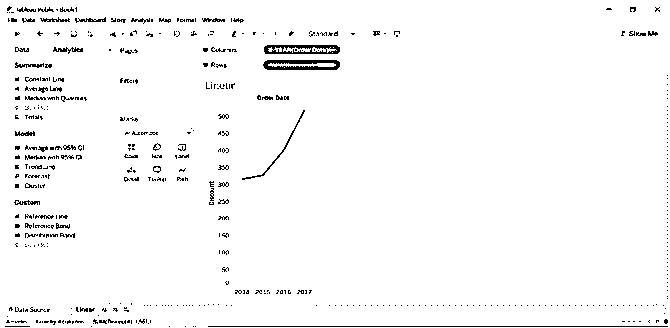 Tableau Public - Book1
File Data Worksheet Dashboard Story Analysis Map Format Window Help
Standard
Show Me
Data Analytics
Pages
Columns
Rows
Summarize
Constant Line
Average Line
Median with Quartiles
Totals
Filters
Linear
Order Date
Marks
Automatic
Color Size Label
Detail Tooltip Path
Model
Average with 95% CI
Median with 95% CI
Trend Line
Forecast
Cluster
Custom
Reference Line
Reference Band
Distribution Band
Discount
500
450
400
350
300
250
200
150
100
50
0
2014 2015 2016 2017
Data Source Linear